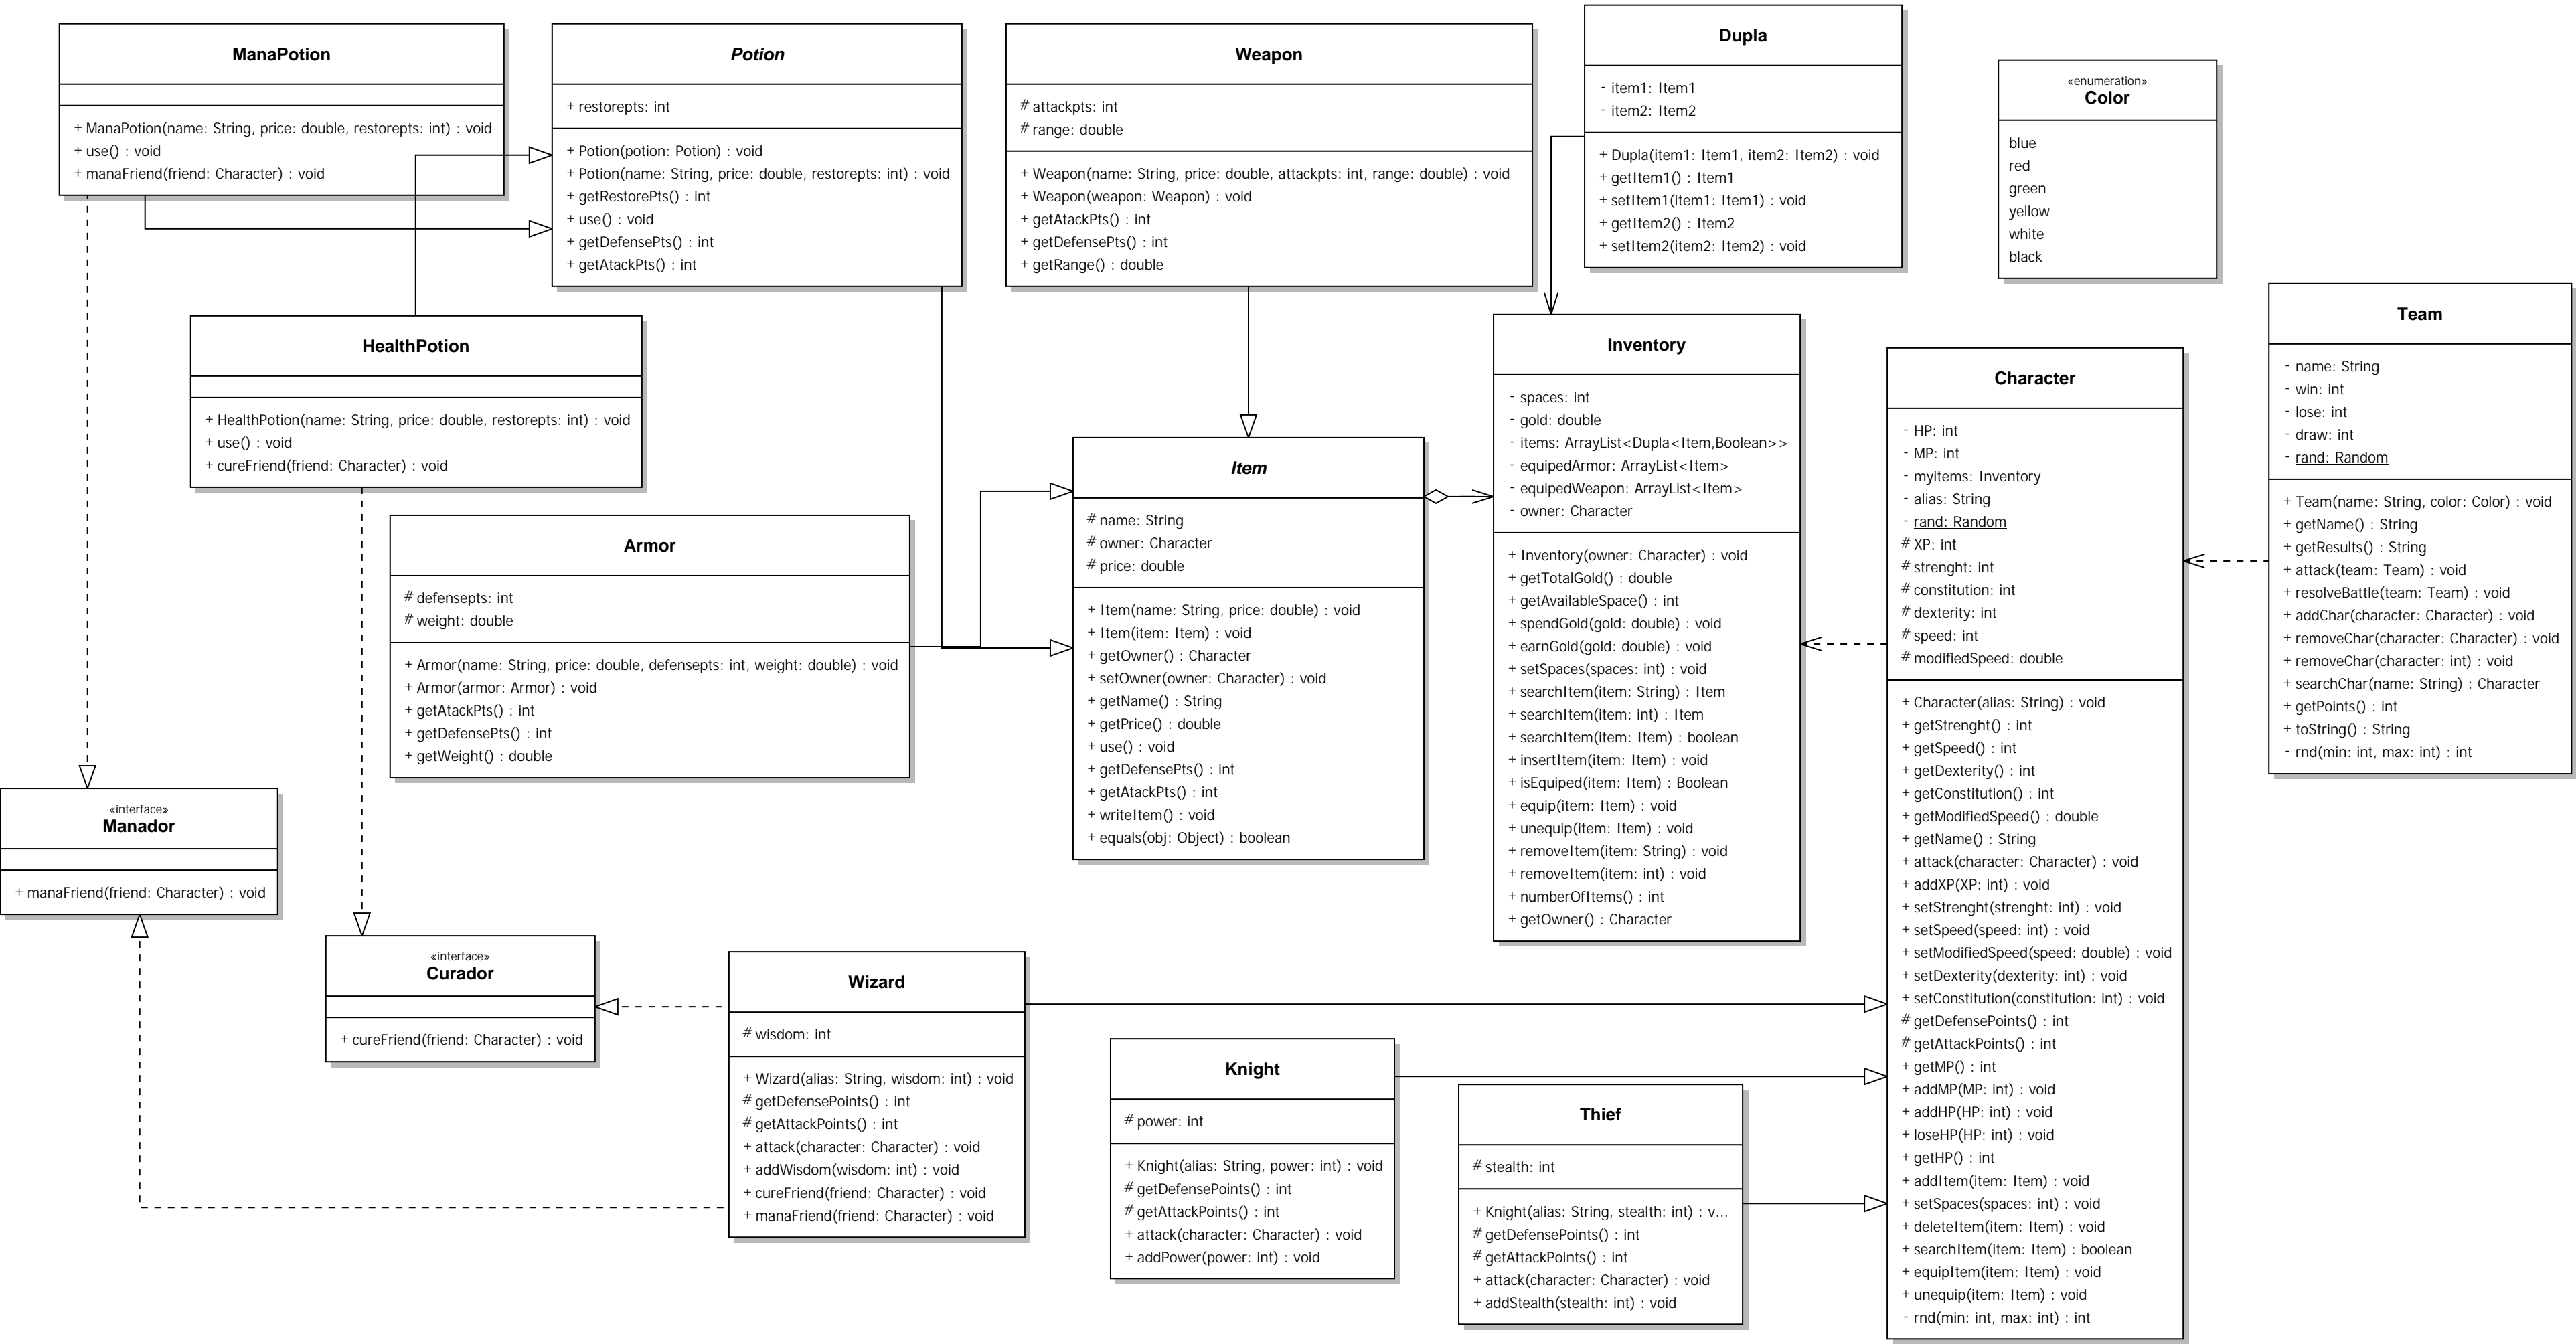 ManaPotion
+ ManaPotion(name: String, price: double, restorepts: int) : void
+ use() : void
+ manaFriend(friend: Character) : void
Potion
+ restorepts: int
+ Potion(potion: Potion) : void
+ Potion(name: String, price: double, restorepts: int) : void
+ getRestorePts() : int
+ use() : void
+ getDefensePts() : int
+ getAtackPts() : int
Weapon
# attackpts: int
# range: double
+ Weapon(name: String, price: double, attackpts: int, range: double) : void
+ Weapon(weapon: Weapon) : void
+ getAtackPts() : int
+ getDefensePts() : int
+ getRange() : double
Dupla
- item1: Item1
- item2: Item2
+ Dupla(item1: Item1, item2: Item2) : void
+ getItem1() : Item1
+ setItem1(item1: Item1) : void
+ getItem2() : Item2
+ setItem2(item2: Item2) : void
«enumeration»
Color
blue
red
green
yellow
white
black
Team
- name: String
- win: int
- lose: int
- draw: int
- rand: Random
+ Team(name: String, color: Color) : void
+ getName() : String
+ getResults() : String
+ attack(team: Team) : void
+ resolveBattle(team: Team) : void
+ addChar(character: Character) : void
+ removeChar(character: Character) : void
+ removeChar(character: int) : void
+ searchChar(name: String) : Character
+ getPoints() : int
+ toString() : String
- rnd(min: int, max: int) : int
HealthPotion
+ HealthPotion(name: String, price: double, restorepts: int) : void
+ use() : void
+ cureFriend(friend: Character) : void
Inventory
- spaces: int
- gold: double
- items: ArrayList<Dupla<Item,Boolean>>
- equipedArmor: ArrayList<Item>
- equipedWeapon: ArrayList<Item>
- owner: Character
+ Inventory(owner: Character) : void
+ getTotalGold() : double
+ getAvailableSpace() : int
+ spendGold(gold: double) : void
+ earnGold(gold: double) : void
+ setSpaces(spaces: int) : void
+ searchItem(item: String) : Item
+ searchItem(item: int) : Item
+ searchItem(item: Item) : boolean
+ insertItem(item: Item) : void
+ isEquiped(item: Item) : Boolean
+ equip(item: Item) : void
+ unequip(item: Item) : void
+ removeItem(item: String) : void
+ removeItem(item: int) : void
+ numberOfItems() : int
+ getOwner() : Character
Character
- HP: int
- MP: int
- myitems: Inventory
- alias: String
- rand: Random
# XP: int
# strenght: int
# constitution: int
# dexterity: int
# speed: int
# modifiedSpeed: double
+ Character(alias: String) : void
+ getStrenght() : int
+ getSpeed() : int
+ getDexterity() : int
+ getConstitution() : int
+ getModifiedSpeed() : double
+ getName() : String
+ attack(character: Character) : void
+ addXP(XP: int) : void
+ setStrenght(strenght: int) : void
+ setSpeed(speed: int) : void
+ setModifiedSpeed(speed: double) : void
+ setDexterity(dexterity: int) : void
+ setConstitution(constitution: int) : void
# getDefensePoints() : int
# getAttackPoints() : int
+ getMP() : int
+ addMP(MP: int) : void
+ addHP(HP: int) : void
+ loseHP(HP: int) : void
+ getHP() : int
+ addItem(item: Item) : void
+ setSpaces(spaces: int) : void
+ deleteItem(item: Item) : void
+ searchItem(item: Item) : boolean
+ equipItem(item: Item) : void
+ unequip(item: Item) : void
- rnd(min: int, max: int) : int
Item
# name: String
# owner: Character
# price: double
+ Item(name: String, price: double) : void
+ Item(item: Item) : void
+ getOwner() : Character
+ setOwner(owner: Character) : void
+ getName() : String
+ getPrice() : double
+ use() : void
+ getDefensePts() : int
+ getAtackPts() : int
+ writeItem() : void
+ equals(obj: Object) : boolean
Armor
# defensepts: int
# weight: double
+ Armor(name: String, price: double, defensepts: int, weight: double) : void
+ Armor(armor: Armor) : void
+ getAtackPts() : int
+ getDefensePts() : int
+ getWeight() : double
«interface»
Manador
+ manaFriend(friend: Character) : void
«interface»
Curador
+ cureFriend(friend: Character) : void
Wizard
# wisdom: int
+ Wizard(alias: String, wisdom: int) : void
# getDefensePoints() : int
# getAttackPoints() : int
+ attack(character: Character) : void
+ addWisdom(wisdom: int) : void
+ cureFriend(friend: Character) : void
+ manaFriend(friend: Character) : void
Knight
# power: int
+ Knight(alias: String, power: int) : void
# getDefensePoints() : int
# getAttackPoints() : int
+ attack(character: Character) : void
+ addPower(power: int) : void
Thief
# stealth: int
+ Knight(alias: String, stealth: int) : v...
# getDefensePoints() : int
# getAttackPoints() : int
+ attack(character: Character) : void
+ addStealth(stealth: int) : void